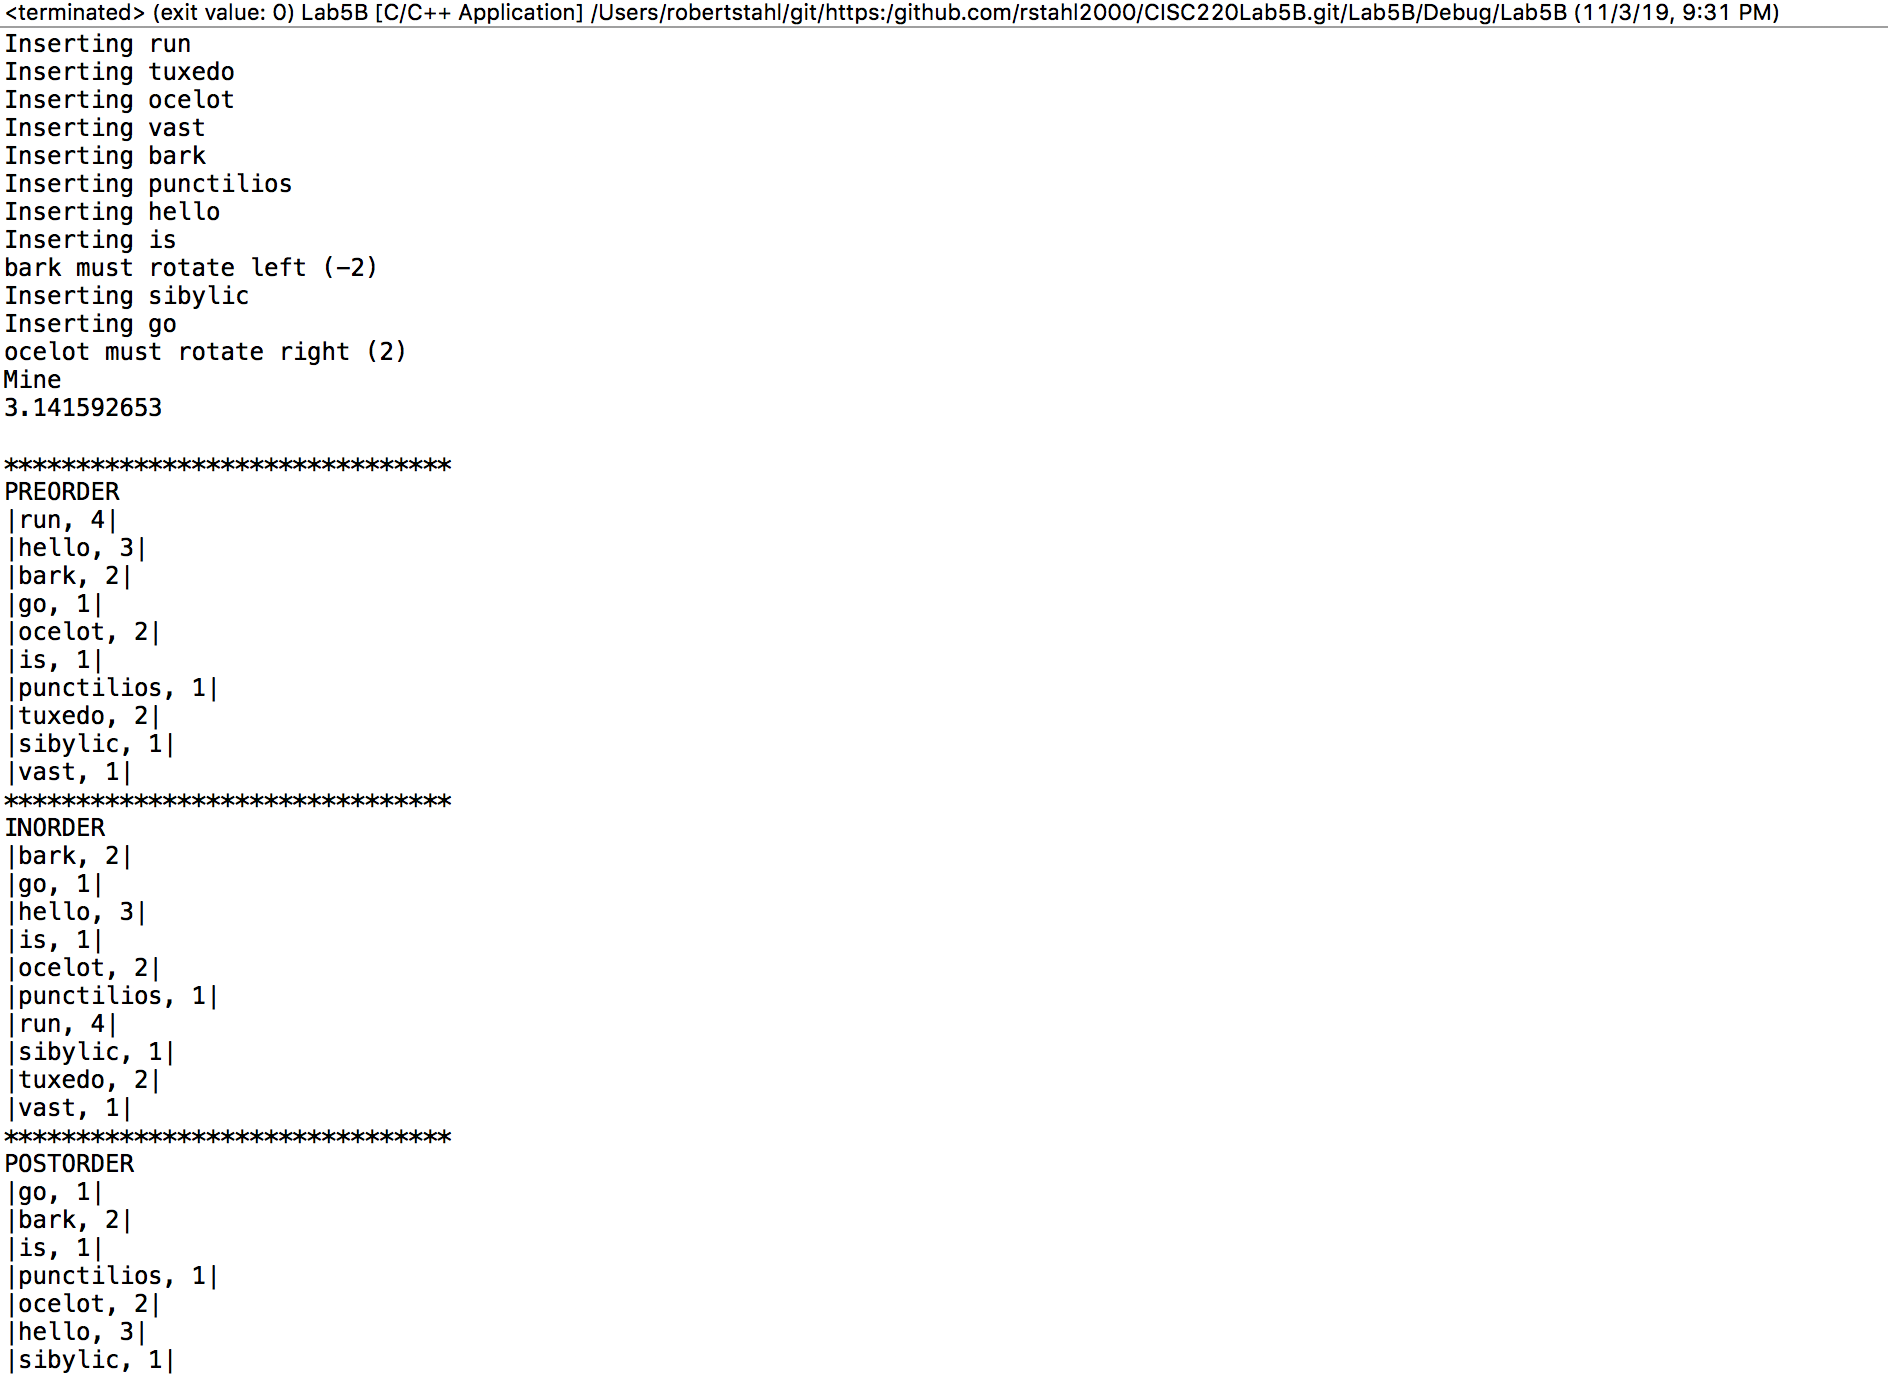 <terminated> (exit value: 0) Lab5B [C/C++ Application] /Users/robertstahl/git/https:/github.com/rstahl2000/CISC220Lab5B.git/Lab5B/Debug/Lab5B (11/3/19, 9:31 PM)
Inserting run
Inserting tuxedo
Inserting ocelot
Inserting vast
Inserting bark
Inserting punctilios
Inserting hello
Inserting is
bark must rotate left (-2)
Inserting sibylic
Inserting go
ocelot must rotate right (2)
Mine
3.141592653

*******************************
PREORDER
|run, 4|
|hello, 3|
|bark, 2|
|go, 1|
|ocelot, 2|
|is, 1|
|punctilios, 1|
|tuxedo, 2|
|sibylic, 1|
|vast, 1|
*******************************
INORDER
|bark, 2|
|go, 1|
|hello, 3|
|is, 1|
|ocelot, 2|
|punctilios, 1|
|run, 4|
|sibylic, 1|
|tuxedo, 2|
|vast, 1|
*******************************
POSTORDER
|go, 1|
|bark, 2|
|is, 1|
|punctilios, 1|
|ocelot, 2|
|hello, 3|
|sibylic, 1|